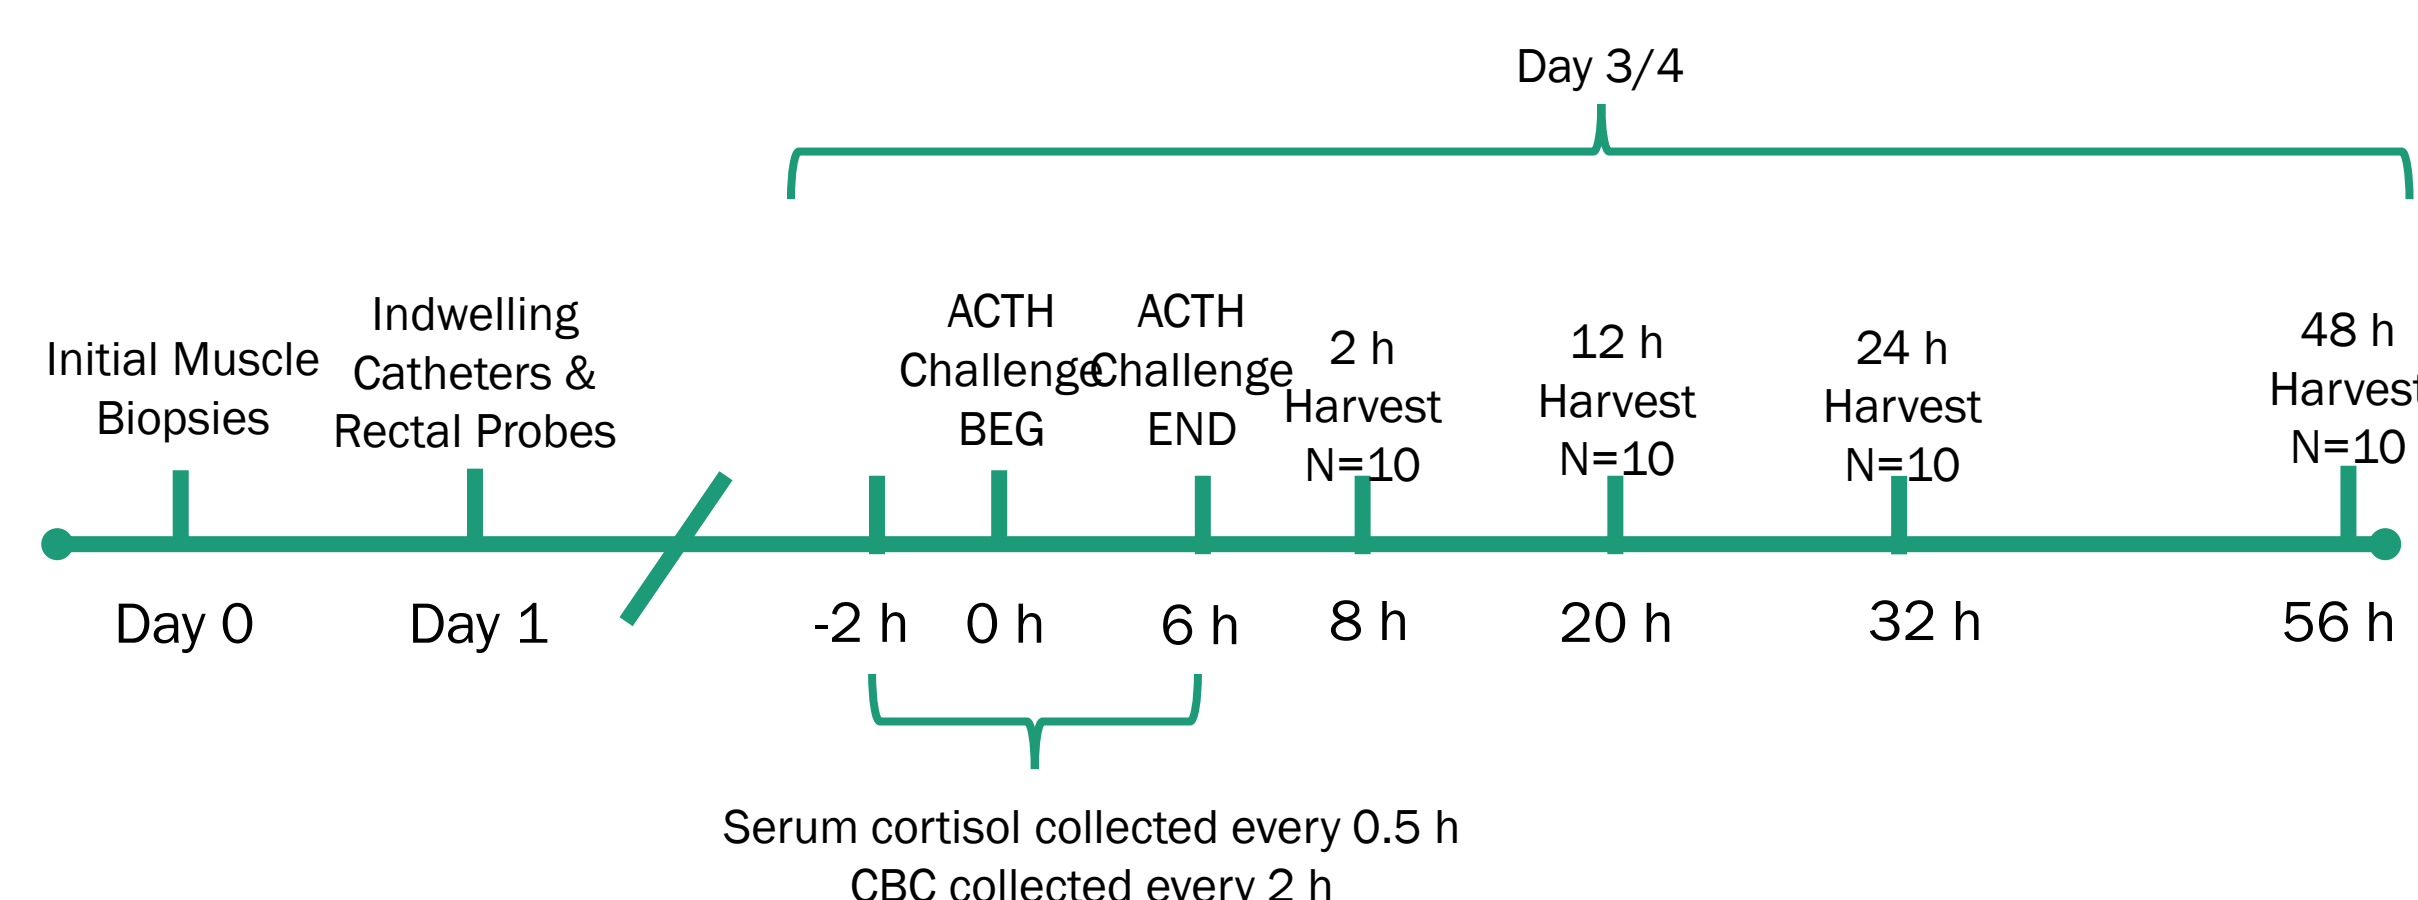 Day 3/4
Initial Muscle
Biopsies
Indwelling
Catheters &
Rectal Probes
ACTH
Challenge
BEG
ACTH
Challenge
END
2 h
Harvest
N=10
12 h
Harvest
N=10
24 h
Harvest
N=10
48 h
Harvest
N=10
Day 0
Day 1
-2 h
0 h
6 h
8 h
20 h
32 h
56 h
Serum cortisol collected every 0.5 h
CBC collected every 2 h